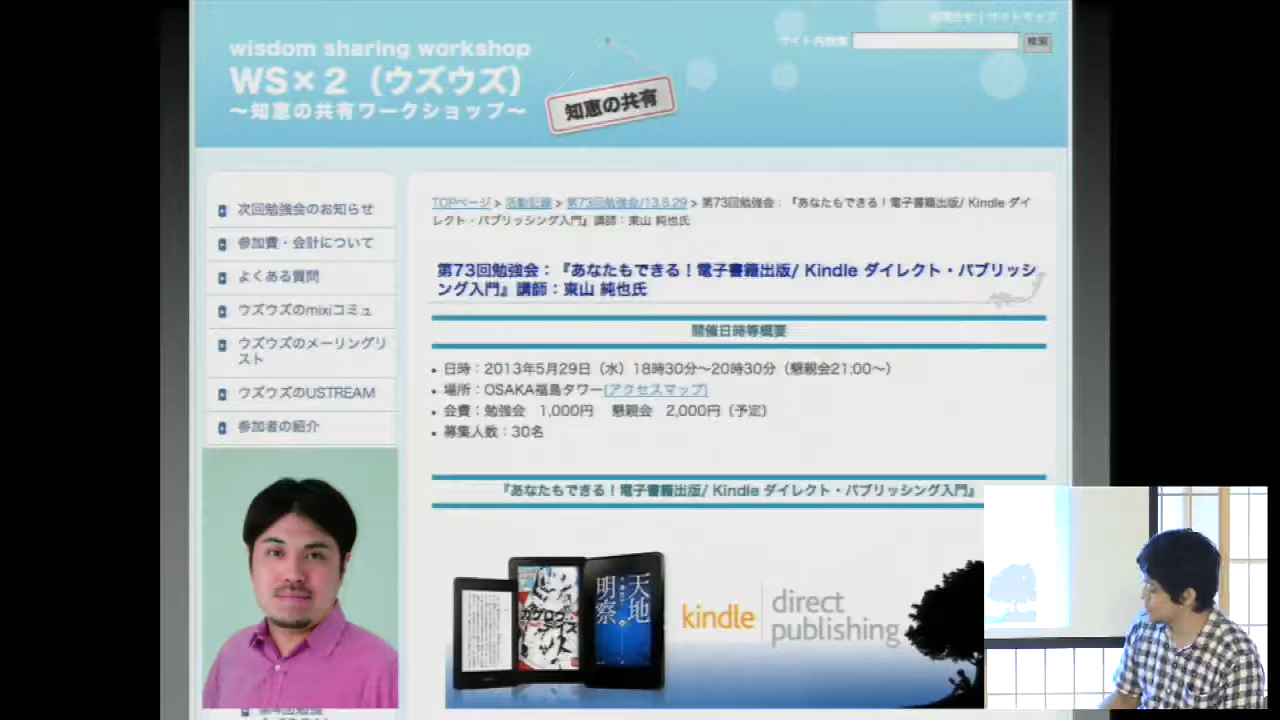 サイトマップ
サイト内検索
検索
wisdom sharing workshop
WS×2（ウズウズ）
〜知恵の共有ワークショップ〜
知恵の共有
次回勉強会のお知らせ
参加費・会計について
よくある質問
ウズウズのmixiコミュ
ウズウズのメーリングリ
スト
ウズウズのUSTREAM
参加者の紹介
TOPページ > 活動記録 > 第73回勉強会/13.5.29 > 第73回勉強会：『あなたもできる！電子書籍出版/ Kindle ダイ
レクト・パブリッシング入門』講師：東山 純也氏
第73回勉強会：『あなたもできる！電子書籍出版/ Kindle ダイレクト・パブリッシ
ング入門』講師：東山 純也氏
開催日時等概要
日時：2013年5月29日（水）18時30分〜20時30分（懇親会21:00〜）
場所：OSAKA福島タワー(アクセスマップ)
会費：勉強会　1,000円　懇親会　2,000円（予定）
募集人数：30名
『あなたもできる！電子書籍出版/ Kindle ダイレクト・パブリッシング入門』
天地
明察
kindle
direct
publishing